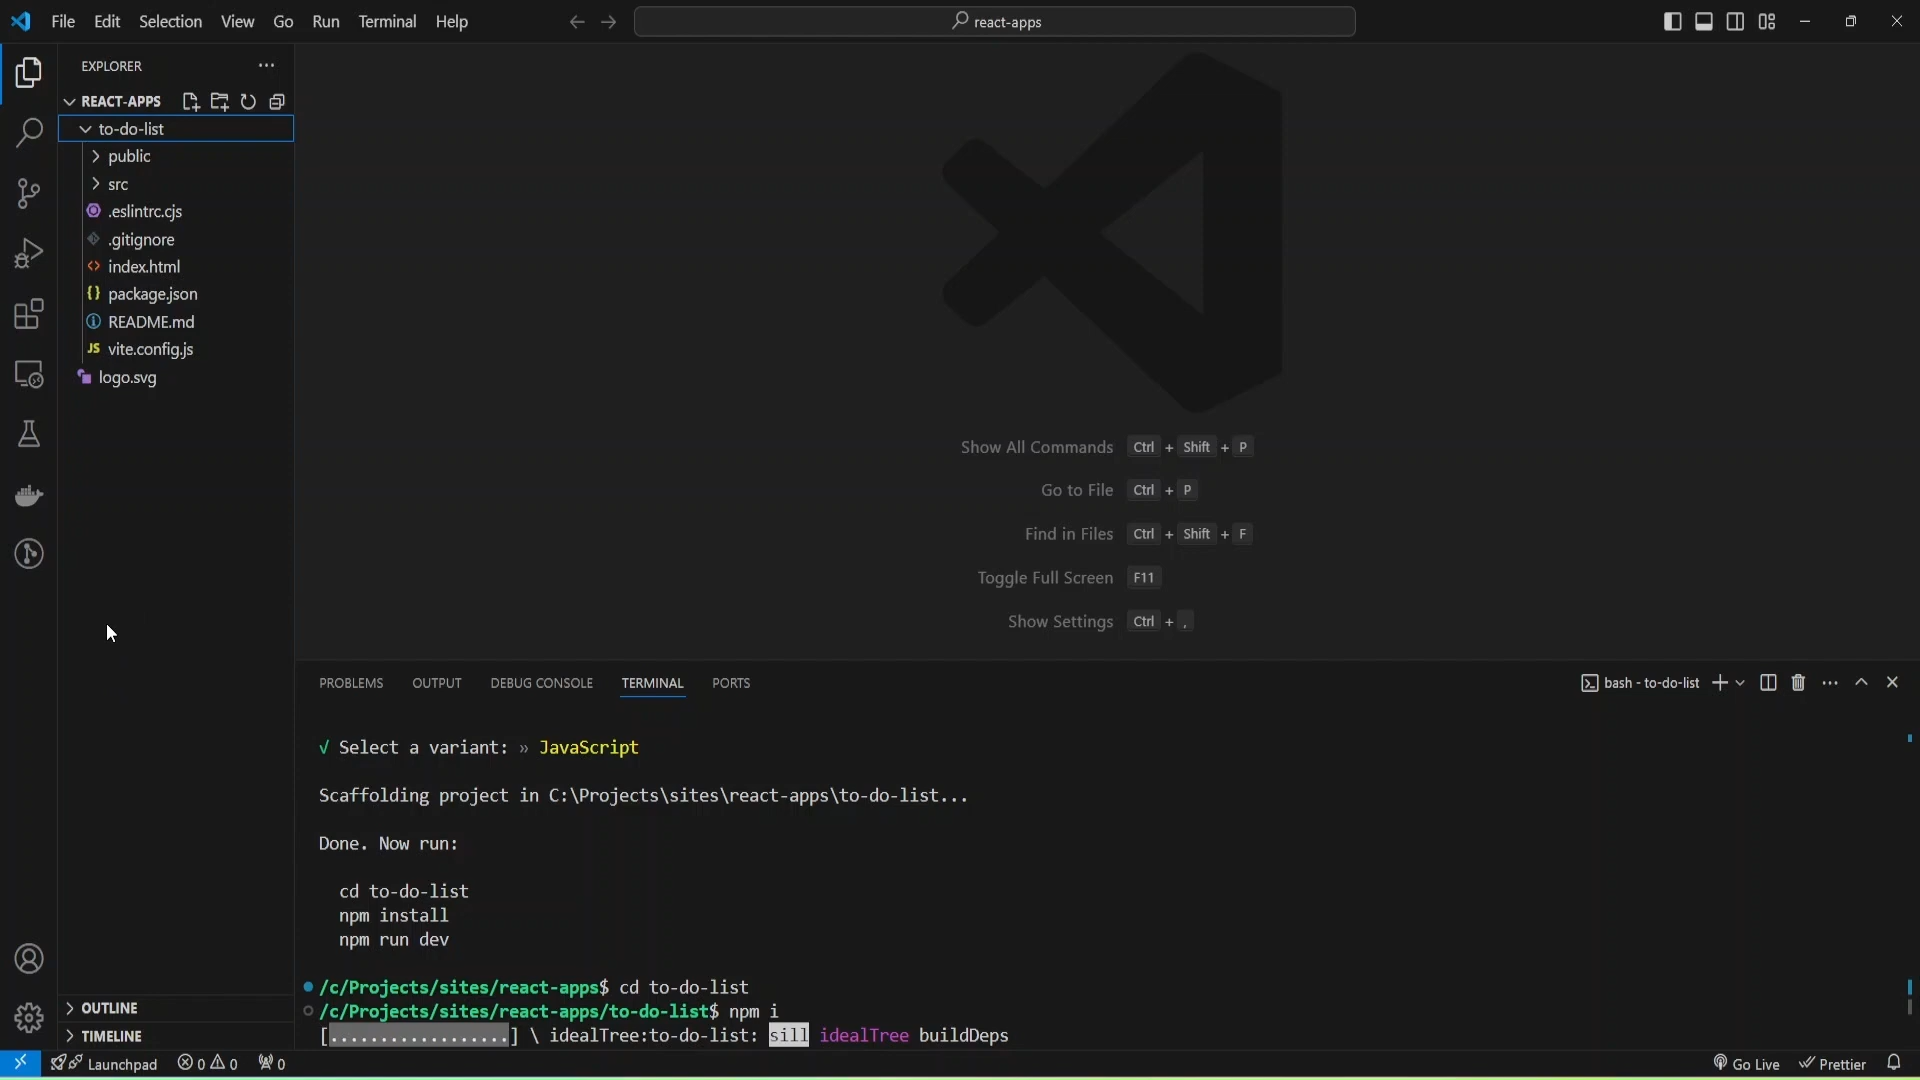 File Edit Selection View Go Run Terminal Help
react-apps
EXPLORER
REACT-APPS
to-do-list
public
src
.eslintrc.cjs
.gitignore
index.html
{} package.json
README.md
JS vite.config.js
logo.svg
Show All Commands Ctrl + Shift + P
Go to File Ctrl + P
Find in Files Ctrl + Shift + F
Toggle Full Screen F11
Show Settings Ctrl + ,
PROBLEMS OUTPUT DEBUG CONSOLE TERMINAL PORTS
bash - to-do-list
√ Select a variant: » JavaScript
Scaffolding project in C:\Projects\sites\react-apps\to-do-list...
Done. Now run:
cd to-do-list
npm install
npm run dev
/c/Projects/sites/react-apps$ cd to-do-list
/c/Projects/sites/react-apps/to-do-list$ npm i
[..................] \ idealTree:to-do-list: sill idealTree buildDeps
OUTLINE
TIMELINE
Launchpad 0 0 0
Go Live Prettier